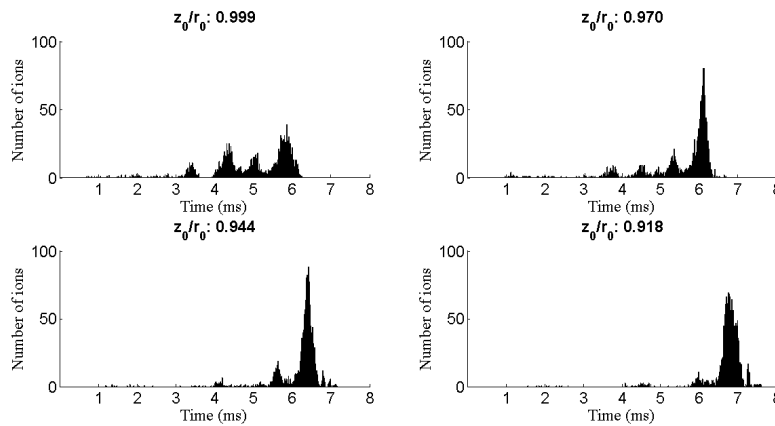 z0/r0: 0.999
100
50
0
Number of ions
1 2 3 4 5 6 7 8
Time (ms)
z0/r0: 0.970
100
50
0
Number of ions
1 2 3 4 5 6 7 8
Time (ms)
z0/r0: 0.944
100
50
0
Number of ions
1 2 3 4 5 6 7 8
Time (ms)
z0/r0: 0.918
100
50
0
Number of ions
1 2 3 4 5 6 7 8
Time (ms)